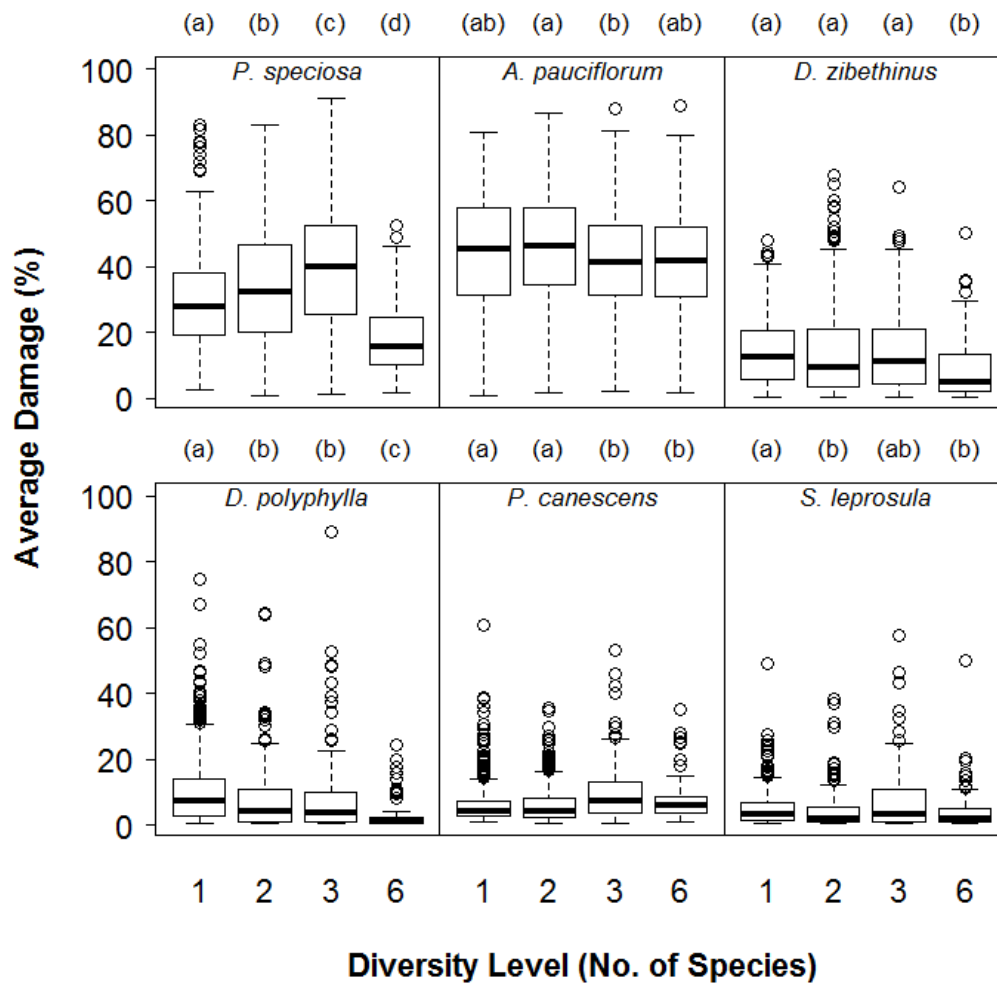 (a) (b) (c) (d) (ab) (a) (b) (ab) (a) (a) (a) (b)
P. speciosa A. pauciflorum D. zibethinus
100
80
60
40
20
0
(a) (b) (b) (c) (a) (a) (b) (b) (a) (b) (ab) (b)
D. polyphylla P. canescens S. leprosula
100
80
60
40
20
0
Average Damage (%)
1 2 3 6 1 2 3 6 1 2 3 6
Diversity Level (No. of Species)